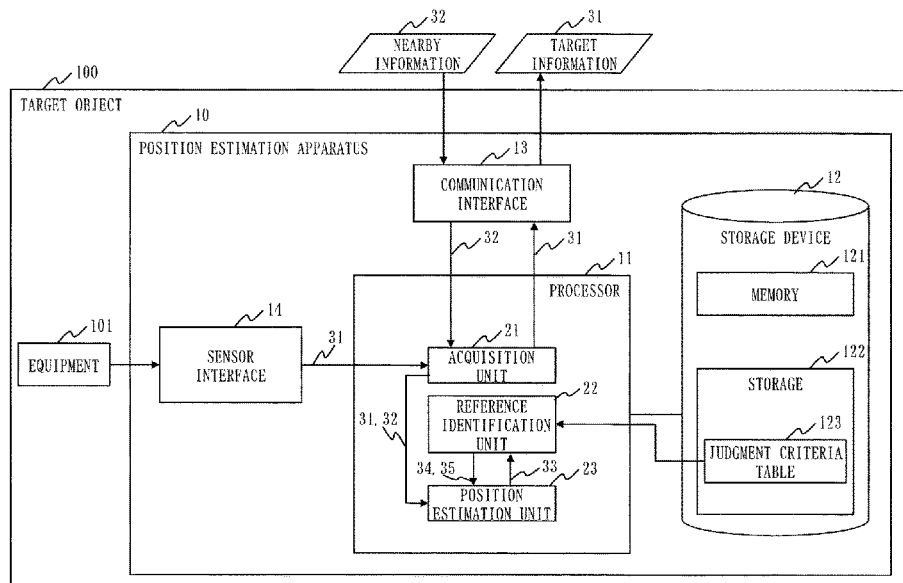 32
31
NEARBY
INFORMATION
TARGET
INFORMATION
100
TARGET OBJECT
10
POSITION ESTIMATION APPARATUS
13
COMMUNICATION
INTERFACE
12
STORAGE DEVICE
32
31
11
PROCESSOR
121
MEMORY
14
SENSOR
INTERFACE
101
EQUIPMENT
31
21
ACQUISITION
UNIT
122
STORAGE
22
REFERENCE
IDENTIFICATION
UNIT
31, 32
123
JUDGMENT CRITERIA
TABLE
34, 35
33
23
POSITION
ESTIMATION UNIT